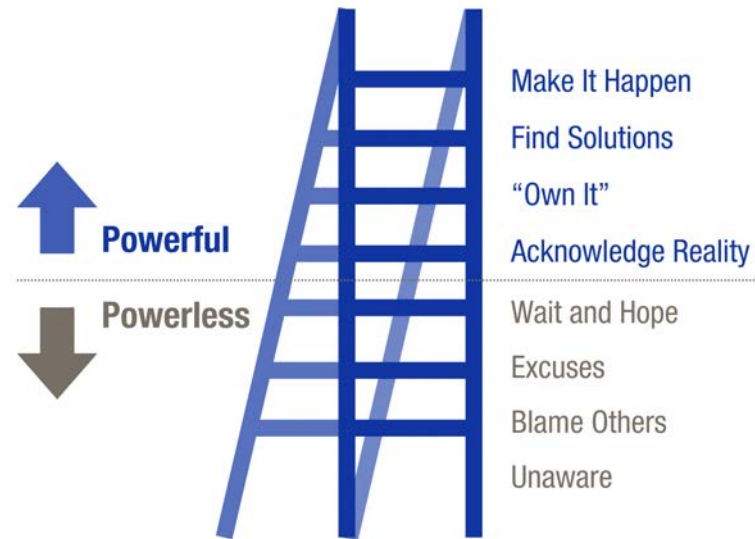 Make It Happen
Find Solutions
“Own It”
Powerful
Acknowledge Reality
Powerless
Wait and Hope
Excuses
Blame Others
Unaware